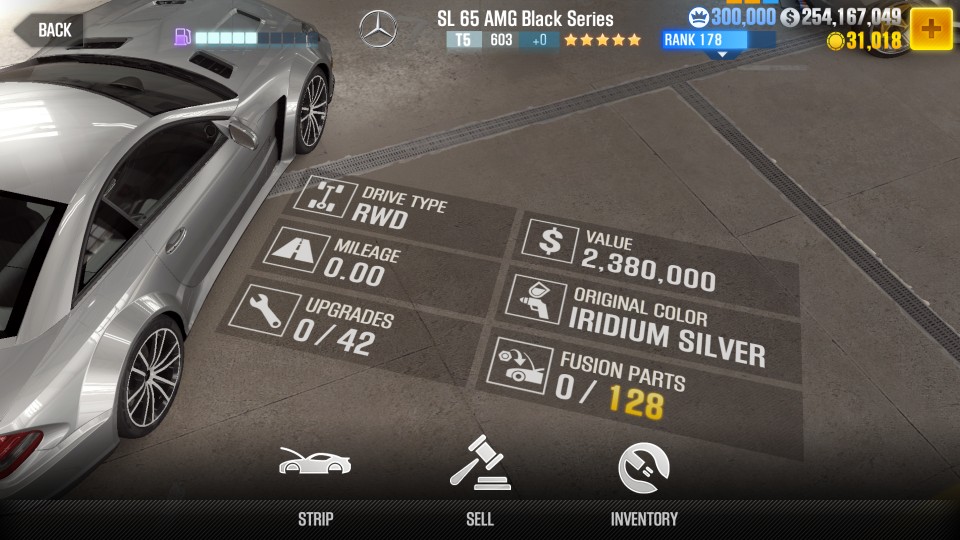 BACK
SL 65 AMG Black Series
T5 603 +0
300,000 $ 254,167,049
RANK 178
31,018
+
DRIVE TYPE
RWD
MILEAGE
0.00
UPGRADES
0 / 42
$
VALUE
2,380,000
ORIGINAL COLOR
IRIDIUM SILVER
FUSION PARTS
0 / 128
STRIP
SELL
INVENTORY